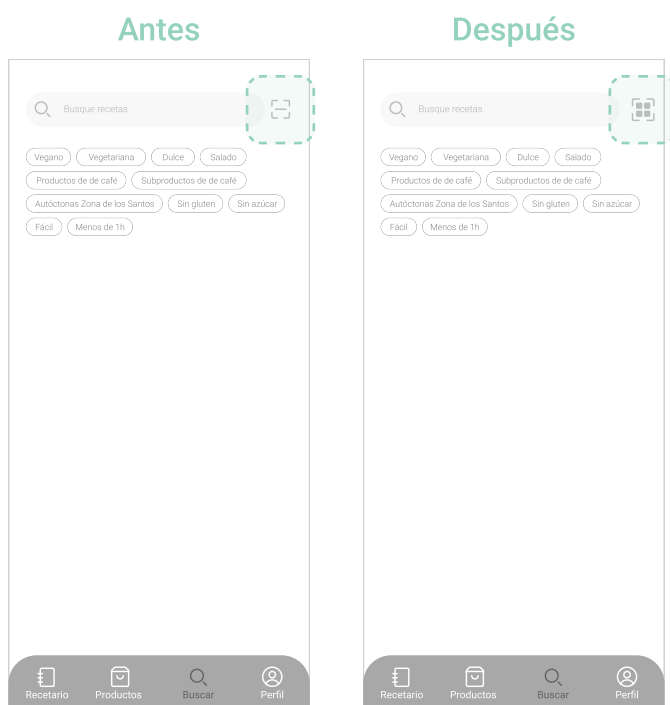 Antes
Busque recetas
Vegano Vegetariana Dulce Salado
Productos de de café Subproductos de de café
Autóctonas Zona de los Santos Sin gluten Sin azúcar
Fácil Menos de 1h
Recetario Productos Buscar Perfil
Después
Busque recetas
Vegano Vegetariana Dulce Salado
Productos de de café Subproductos de de café
Autóctonas Zona de los Santos Sin gluten Sin azúcar
Fácil Menos de 1h
Recetario Productos Buscar Perfil